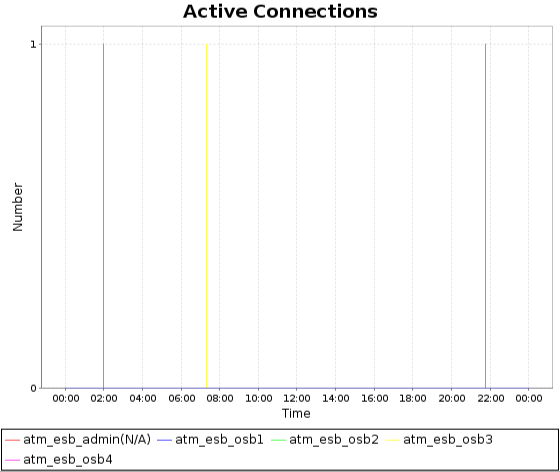 Active Connections
1
Number
0
00:00 02:00 04:00 06:00 08:00 10:00 12:00 14:00 16:00 18:00 20:00 22:00 00:00
Time
atm_esb_admin(N/A) atm_esb_osb1 atm_esb_osb2 atm_esb_osb3
atm_esb_osb4